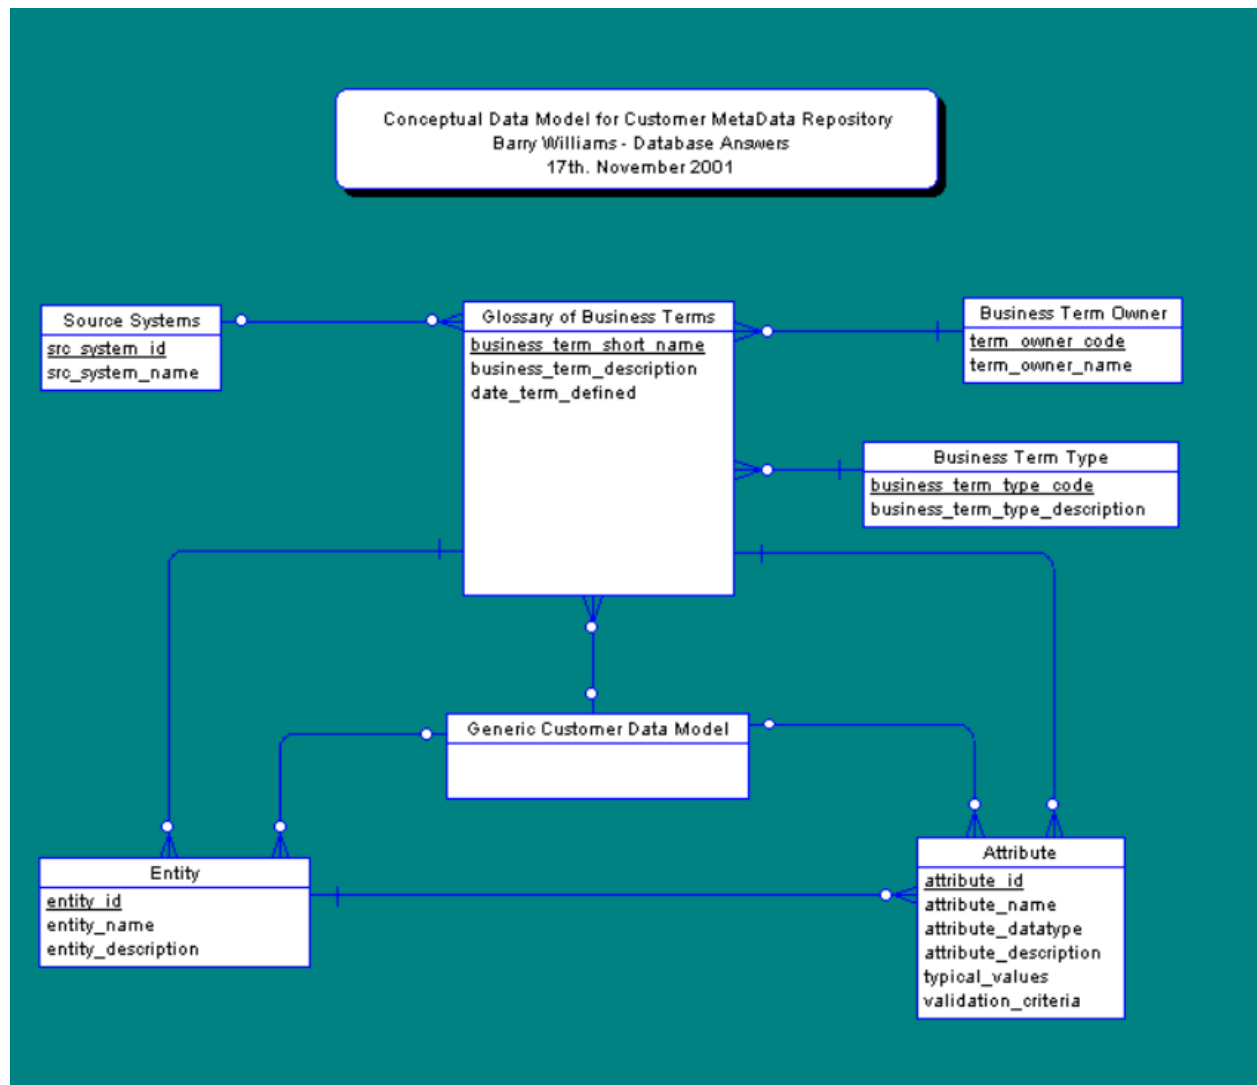 Conceptual Data Model for Customer MetaData Repository
Barry Williams - Database Answers
17th. November 2001
Source Systems
src_system_id
src_system_name
Glossary of Business Terms
business_term_short_name
business_term_description
date_term_defined
Business Term Owner
term_owner_code
term_owner_name
Business Term Type
business_term_type_code
business_term_type_description
Generic Customer Data Model
Entity
entity_id
entity_name
entity_description
Attribute
attribute_id
attribute_name
attribute_datatype
attribute_description
typical_values
validation_criteria